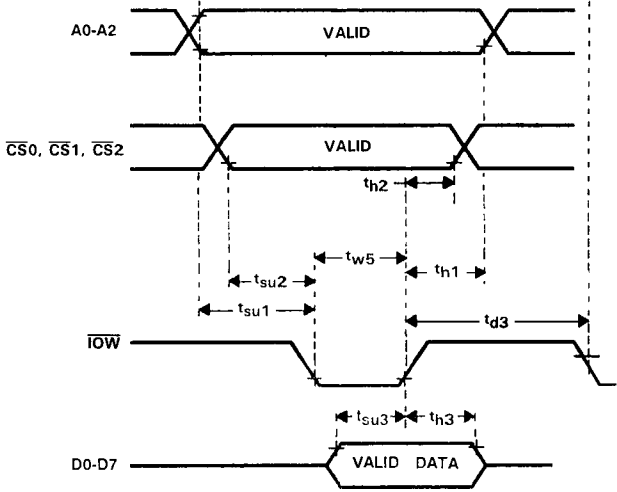 A0-A2
VALID
CS0, CS1, CS2
VALID
th2
tw5
tsu2
th1
tsu1
td3
IOW
tsu3
th3
D0-D7
VALID DATA